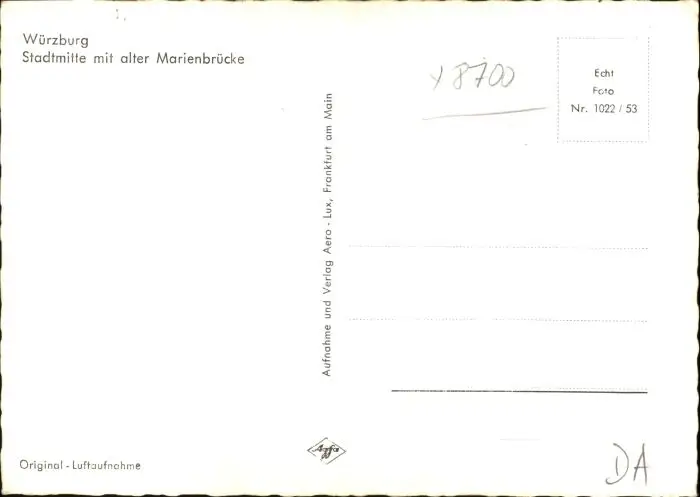 Würzburg
Stadtmitte mit alter Marienbrücke
8700
Echt
Foto
Nr. 1022 / 53
Aufnahme und Verlag Aero - Lux, Frankfurt am Main
Original - Luftaufnahme
Agfa
DA